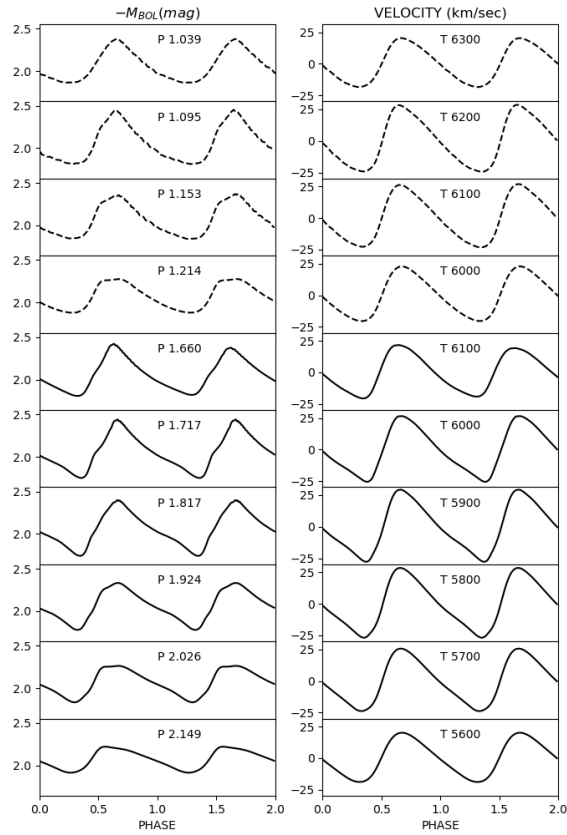 −M_BOL(mag) VELOCITY (km/sec)
2.5 2.0 P 1.039 25 0 −25 T 6300
2.5 2.0 P 1.095 25 0 −25 T 6200
2.5 2.0 P 1.153 25 0 −25 T 6100
2.5 2.0 P 1.214 25 0 −25 T 6000
2.5 2.0 P 1.660 25 0 −25 T 6100
2.5 2.0 P 1.717 25 0 −25 T 6000
2.5 2.0 P 1.817 25 0 −25 T 5900
2.5 2.0 P 1.924 25 0 −25 T 5800
2.5 2.0 P 2.026 25 0 −25 T 5700
2.5 2.0 P 2.149 25 0 −25 T 5600
0.0 0.5 1.0 1.5 2.0 0.0 0.5 1.0 1.5 2.0
PHASE PHASE